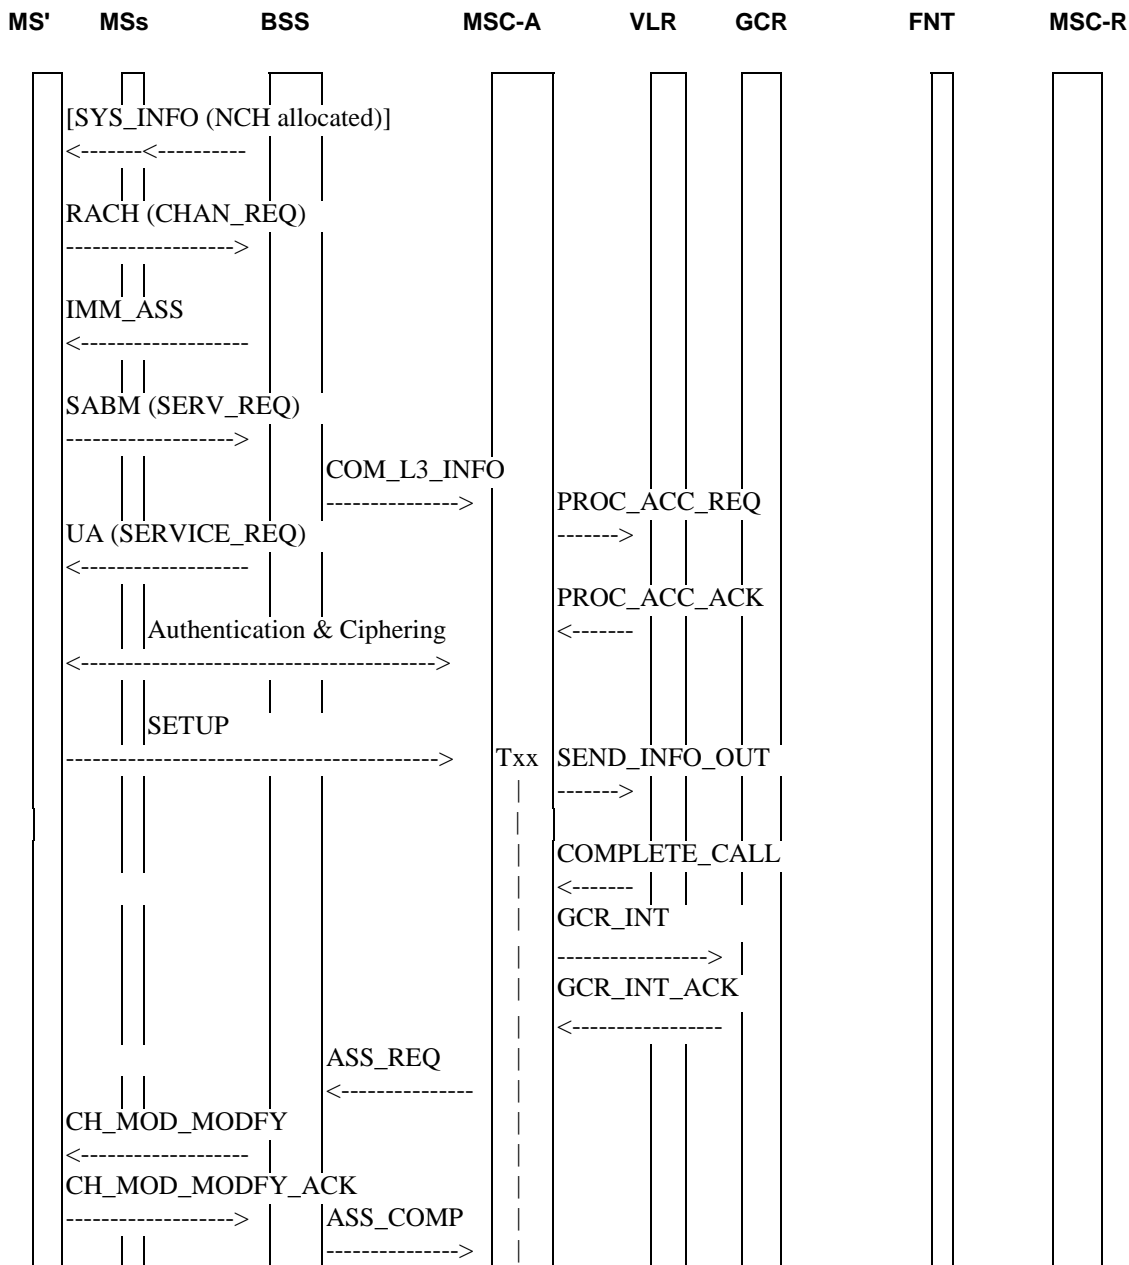 MS' MSs BSS MSC-A VLR GCR FNT MSC-R
[SYS_INFO (NCH allocated)]
<-------<----------
RACH (CHAN_REQ)
------------------->
IMM_ASS
<-------------------
SABM (SERV_REQ)
------------------->
COM_L3_INFO
---------------> PROC_ACC_REQ
UA (SERVICE_REQ) ------->
<-------------------
PROC_ACC_ACK
Authentication & Ciphering <-------
<---------------------------------------->
SETUP
------------------------------------------> Txx SEND_INFO_OUT
| ------->
|
| COMPLETE_CALL
| <-------
| GCR_INT
| ----------------->
| GCR_INT_ACK
| <-----------------
ASS_REQ |
<--------------- |
CH_MOD_MODFY |
<------------------- |
CH_MOD_MODFY_ACK |
-------------------> ASS_COMP |
---------------> |